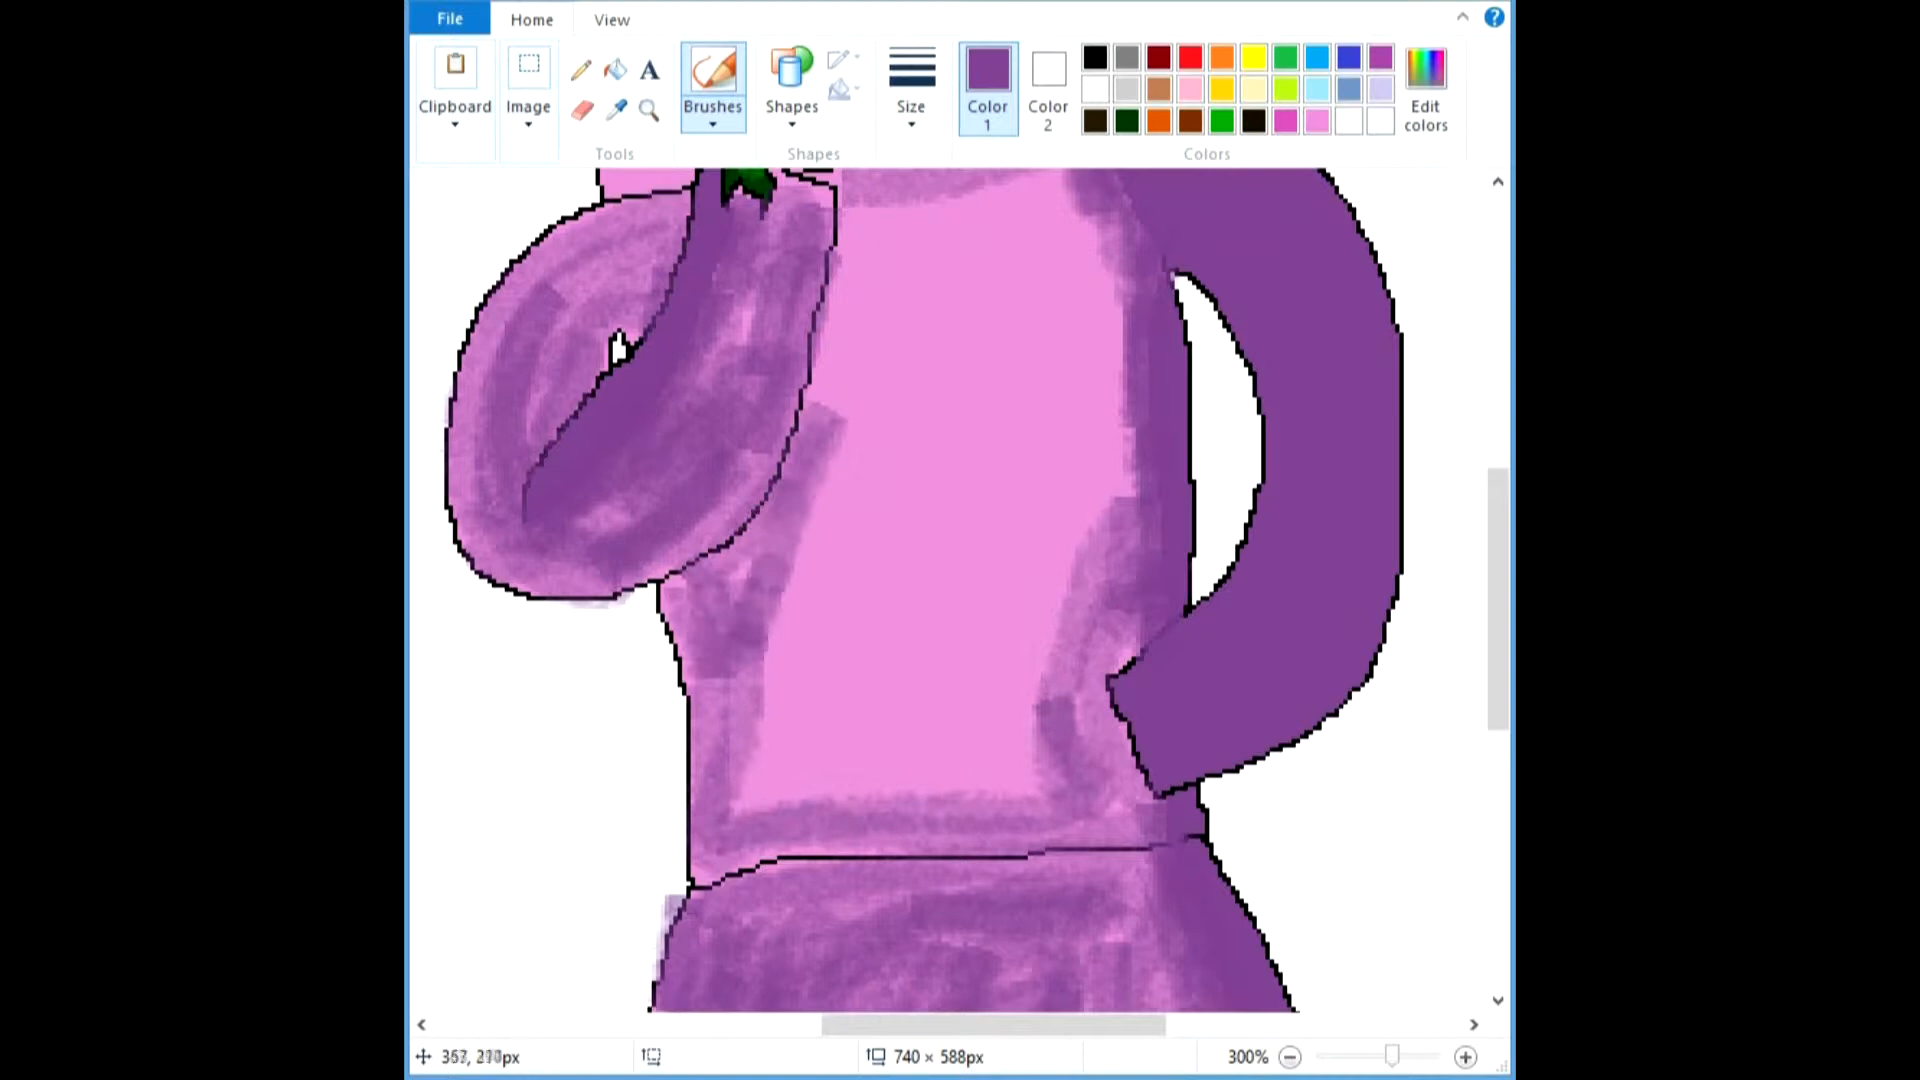 File Home View
Clipboard Image Brushes Shapes Size Color 1 Color 2 Edit colors
Tools Shapes Colors
740 × 588px 300%